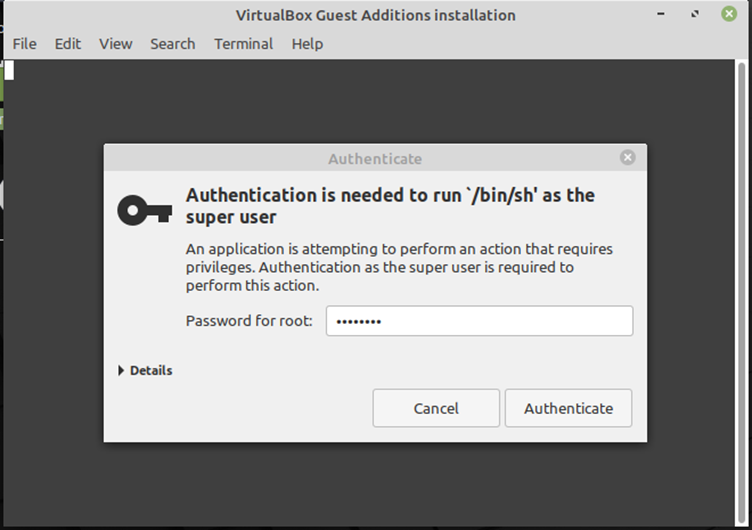 VirtualBox Guest Additions installation
File Edit View Search Terminal Help
Authenticate
Authentication is needed to run `/bin/sh' as the
super user
An application is attempting to perform an action that requires
privileges. Authentication as the super user is required to
perform this action.
Password for root: ••••••••
Details
Cancel Authenticate